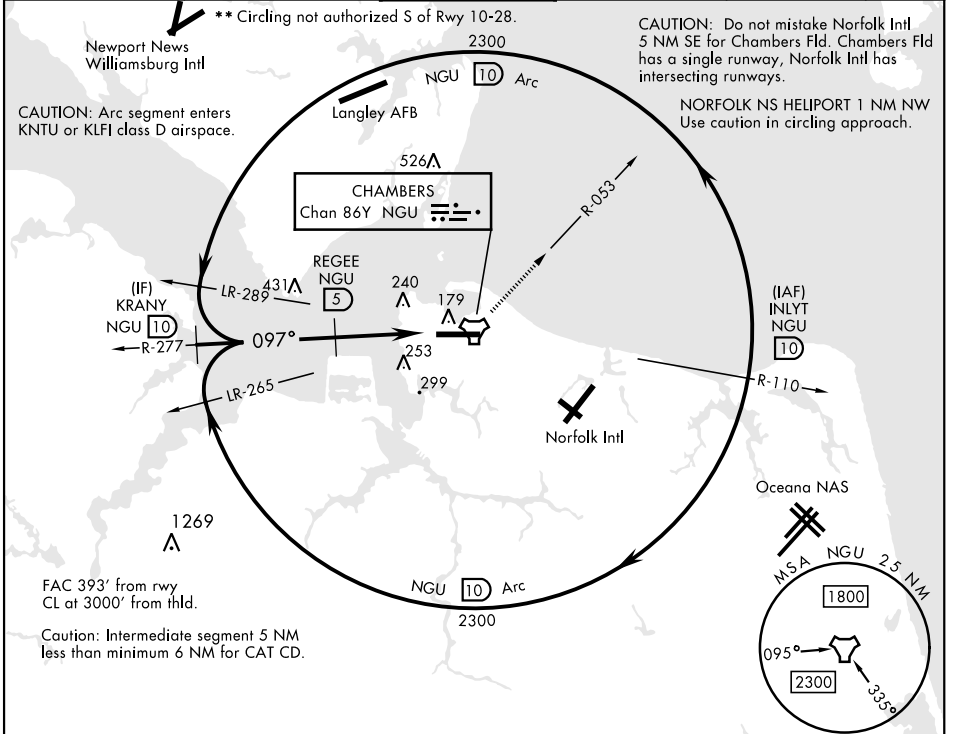 ** Circling not authorized S of Rwy 10-28.
Newport News
Williamsburg Intl
CAUTION: Do not mistake Norfolk Intl
5 NM SE for Chambers Fld. Chambers Fld
has a single runway, Norfolk Intl has
intersecting runways.
NORFOLK NS HELIPORT 1 NM NW
Use caution in circling approach.
CAUTION: Arc segment enters
KNTU or KLFI class D airspace.
2300
NGU 10 Arc
Langley AFB
526
CHAMBERS
Chan 86Y NGU
R-053
REGEE
NGU
5
LR-289
431
240
179
(IF)
KRANY
NGU 10
R-277
097°
253
299
LR-265
(IAF)
INLYT
NGU
10
R-110
Norfolk Intl
Oceana NAS
1269
FAC 393' from rwy
CL at 3000' from thld.
Caution: Intermediate segment 5 NM
less than minimum 6 NM for CAT CD.
NGU 10 Arc
2300
MSA NGU 25 NM
1800
095°
2300
335°